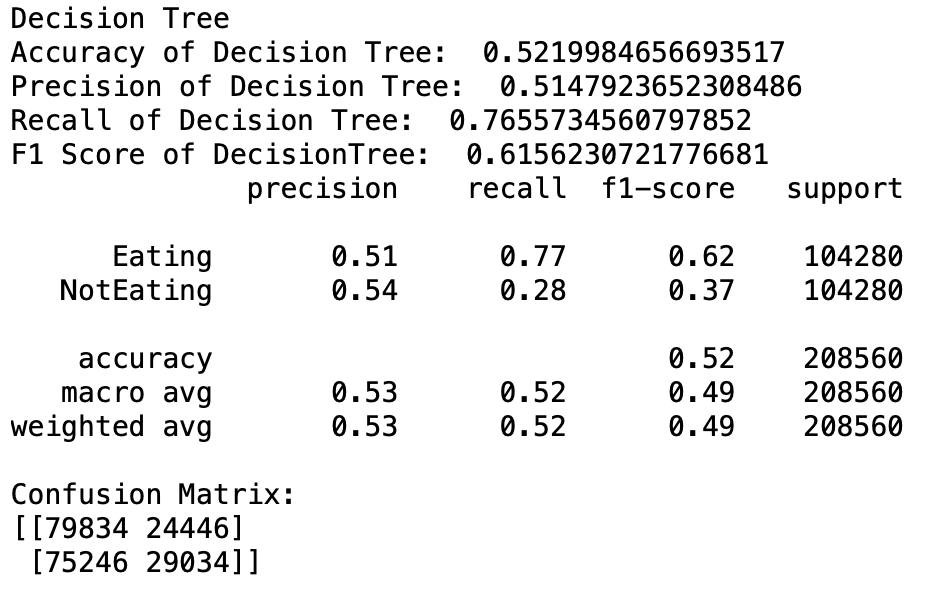 Decision Tree
Accuracy of Decision Tree:  0.5219984656693517
Precision of Decision Tree:  0.5147923652308486
Recall of Decision Tree:  0.7655734560797852
F1 Score of DecisionTree:  0.6156230721776681
              precision    recall  f1-score   support

      Eating       0.51      0.77      0.62    104280
   NotEating       0.54      0.28      0.37    104280

    accuracy                           0.52    208560
   macro avg       0.53      0.52      0.49    208560
weighted avg       0.53      0.52      0.49    208560

Confusion Matrix:
[[79834 24446]
 [75246 29034]]